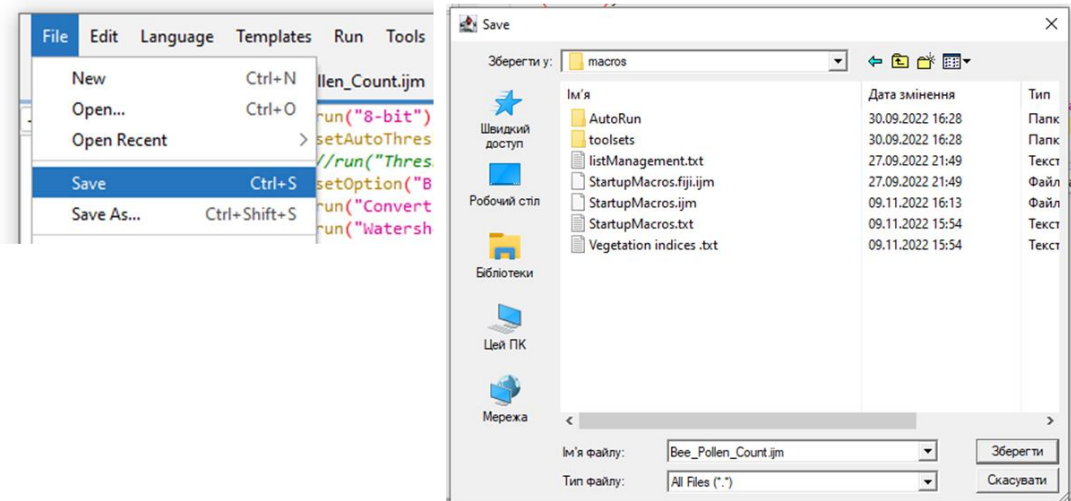 File Edit Language Templates Run Tools
New Ctrl+N
Open... Ctrl+O
Open Recent >
Save Ctrl+S
Save As... Ctrl+Shift+S
llen_Count.ijm
run("8-bit")
setAutoThres
//run("Thres
setOption("B
run("Convert
run("Watersh
Save
Зберегти у: macros
Швидкий доступ
Робочий стіл
Бібліотеки
Цей ПК
Мережа
Ім'я Дата змінення Тип
AutoRun 30.09.2022 16:28 Папк
toolsets 30.09.2022 16:28 Папк
listManagement.txt 27.09.2022 21:49 Текст
StartupMacros.fiji.ijm 27.09.2022 21:49 Файл
StartupMacros.ijm 09.11.2022 16:13 Файл
StartupMacros.txt 09.11.2022 15:54 Текст
Vegetation indices .txt 09.11.2022 15:54 Текст
Ім'я файлу: Bee_Pollen_Count.ijm Зберегти
Тип файлу: All Files (*.*) Скасувати